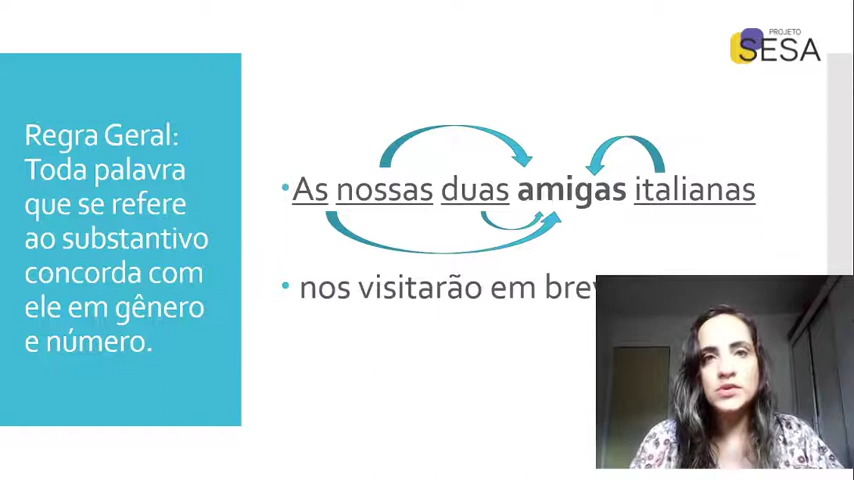 PROJETO
SESA
Regra Geral:
Toda palavra
que se refere
ao substantivo
concorda com
ele em gênero
e número.
•As nossas duas amigas italianas
• nos visitarão em